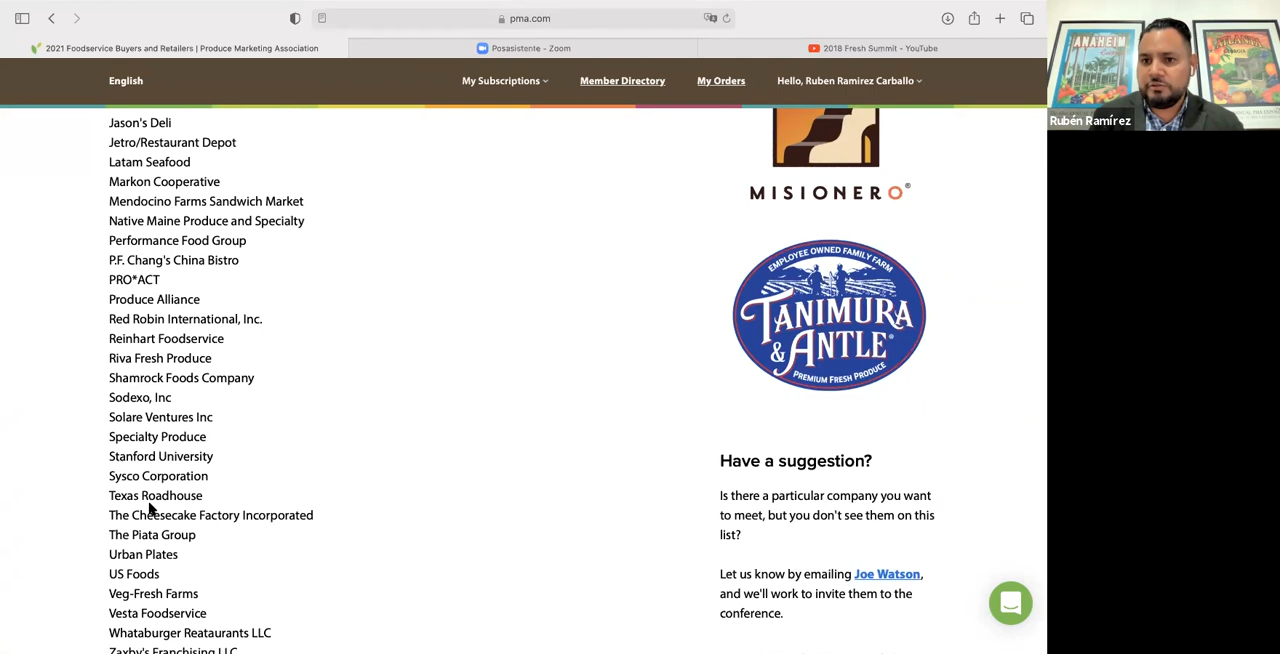 pma.com
2021 Foodservice Buyers and Retailers | Produce Marketing Association
Posasistente - Zoom
2018 Fresh Summit - YouTube
English
My Subscriptions
Member Directory
My Orders
Hello, Ruben Ramirez Carballo
ANAHEIM
ATLANTA
GEORGIA
Rubén Ramírez
Jason's Deli
Jetro/Restaurant Depot
Latam Seafood
Markon Cooperative
Mendocino Farms Sandwich Market
Native Maine Produce and Specialty
Performance Food Group
P.F. Chang's China Bistro
PRO*ACT
Produce Alliance
Red Robin International, Inc.
Reinhart Foodservice
Riva Fresh Produce
Shamrock Foods Company
Sodexo, Inc
Solare Ventures Inc
Specialty Produce
Stanford University
Sysco Corporation
Texas Roadhouse
The Cheesecake Factory Incorporated
The Piata Group
Urban Plates
US Foods
Veg-Fresh Farms
Vesta Foodservice
Whataburger Reataurants LLC
Zaxby's Franchising LLC
MISIONERO®
EMPLOYEE OWNED FAMILY FARM
TANIMURA
& ANTLE®
PREMIUM FRESH PRODUCE
Have a suggestion?
Is there a particular company you want
to meet, but you don't see them on this
list?
Let us know by emailing Joe Watson,
and we'll work to invite them to the
conference.